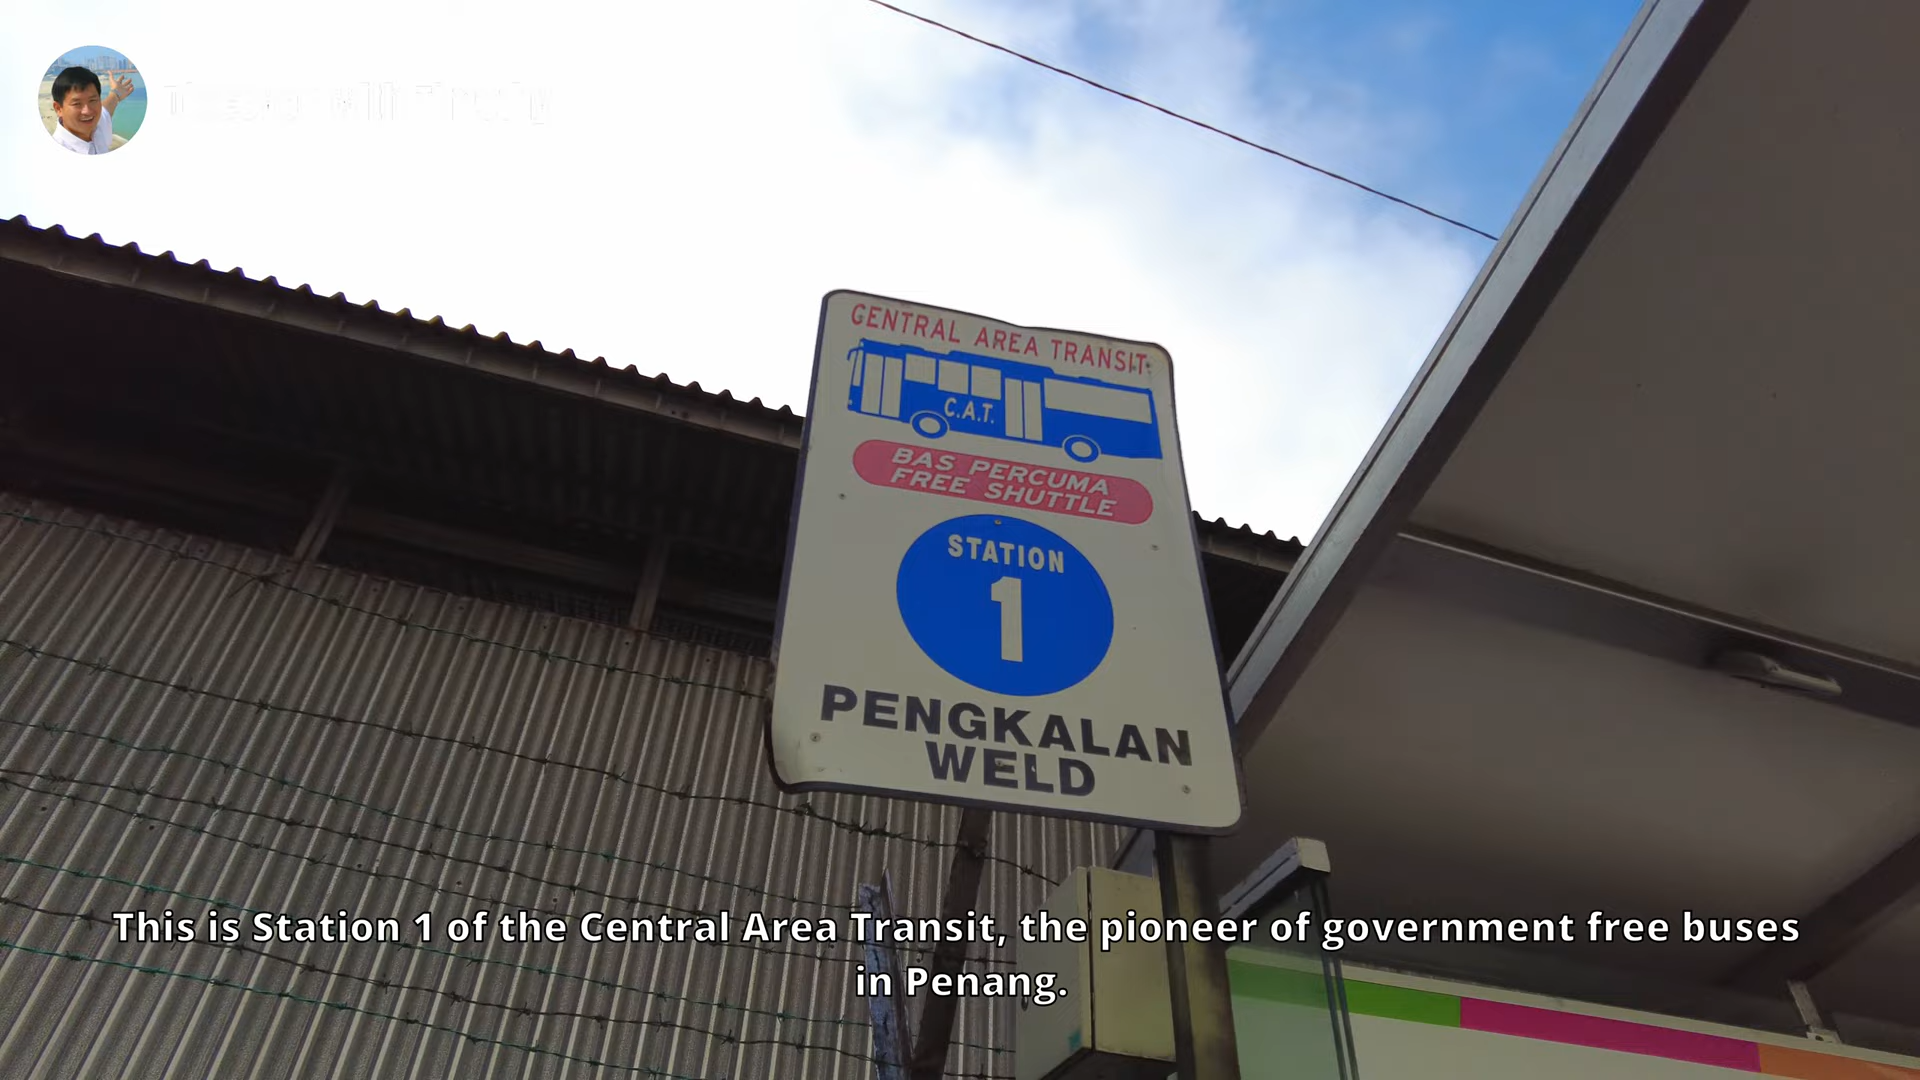 CENTRAL AREA TRANSIT
C.A.T.
BAS PERCUMA
FREE SHUTTLE
STATION
1
PENGKALAN
WELD
This is Station 1 of the Central Area Transit, the pioneer of government free buses
in Penang.